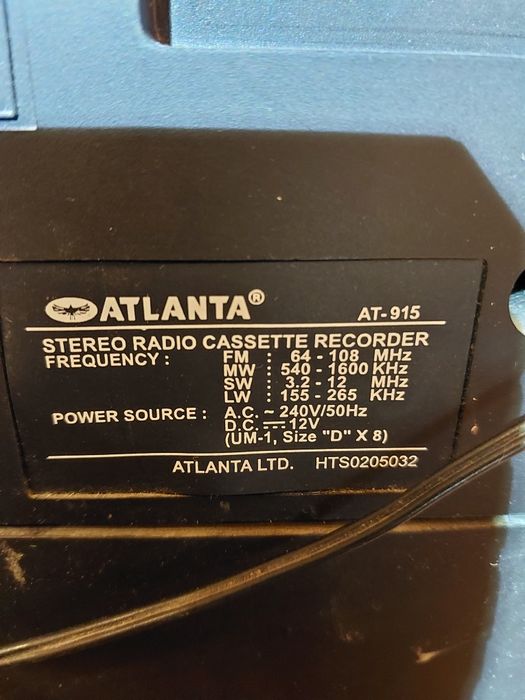 ATLANTA® AT-915
STEREO RADIO CASSETTE RECORDER
FREQUENCY : FM : 64 - 108 MHz
MW : 540 - 1600 KHz
SW : 3.2 - 12 MHz
LW : 155 - 265 KHz
POWER SOURCE : A.C. ~ 240V/50Hz
D.C. ⎓ 12V
(UM-1, Size "D" X 8)
ATLANTA LTD. HTS0205032